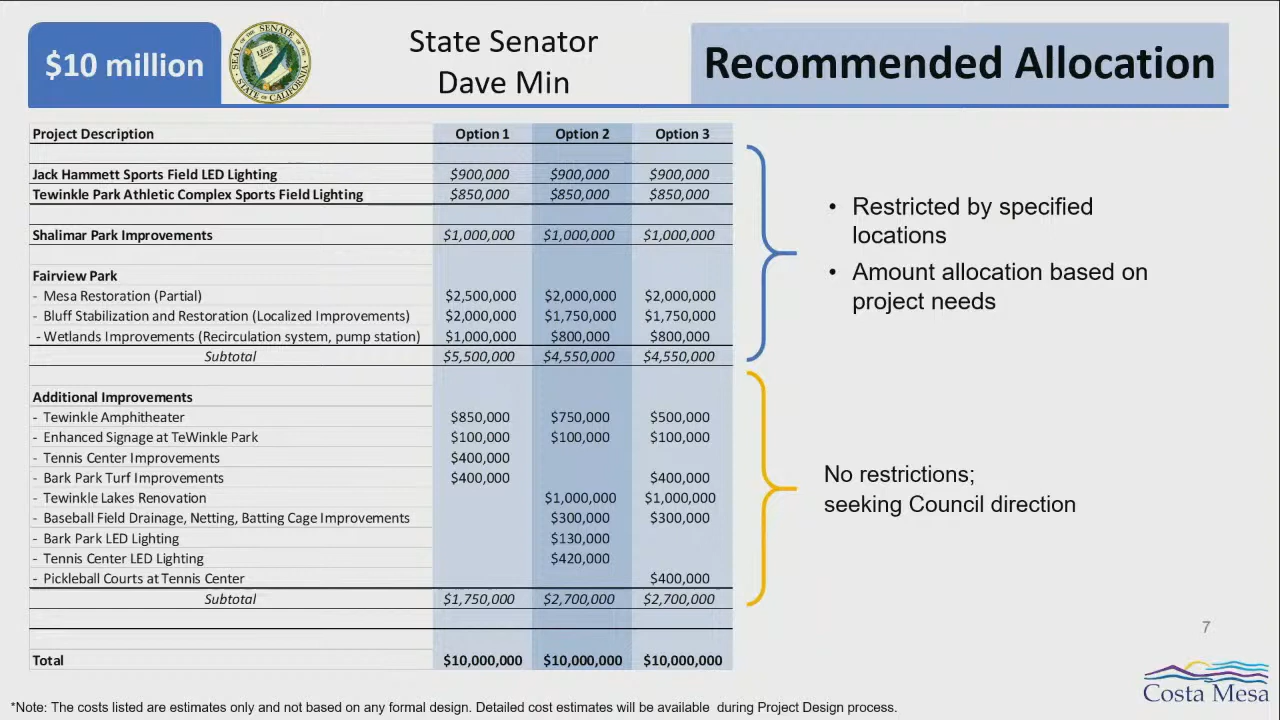 $10 million
SEAL OF THE SENATE
STATE OF CALIFORNIA
LEGIS
State Senator
Dave Min
Recommended Allocation
Project Description Option 1 Option 2 Option 3
Jack Hammett Sports Field LED Lighting $900,000 $900,000 $900,000
Tewinkle Park Athletic Complex Sports Field Lighting $850,000 $850,000 $850,000
Shalimar Park Improvements $1,000,000 $1,000,000 $1,000,000
Fairview Park
- Mesa Restoration (Partial) $2,500,000 $2,000,000 $2,000,000
- Bluff Stabilization and Restoration (Localized Improvements) $2,000,000 $1,750,000 $1,750,000
- Wetlands Improvements (Recirculation system, pump station) $1,000,000 $800,000 $800,000
Subtotal $5,500,000 $4,550,000 $4,550,000
Additional Improvements
- Tewinkle Amphitheater $850,000 $750,000 $500,000
- Enhanced Signage at TeWinkle Park $100,000 $100,000 $100,000
- Tennis Center Improvements $400,000
- Bark Park Turf Improvements $400,000 $400,000
- Tewinkle Lakes Renovation $1,000,000 $1,000,000
- Baseball Field Drainage, Netting, Batting Cage Improvements $300,000 $300,000
- Bark Park LED Lighting $130,000
- Tennis Center LED Lighting $420,000
- Pickleball Courts at Tennis Center $400,000
Subtotal $1,750,000 $2,700,000 $2,700,000
Total $10,000,000 $10,000,000 $10,000,000
• Restricted by specified
locations
• Amount allocation based on
project needs
No restrictions;
seeking Council direction
7
Costa Mesa
*Note: The costs listed are estimates only and not based on any formal design. Detailed cost estimates will be available during Project Design process.